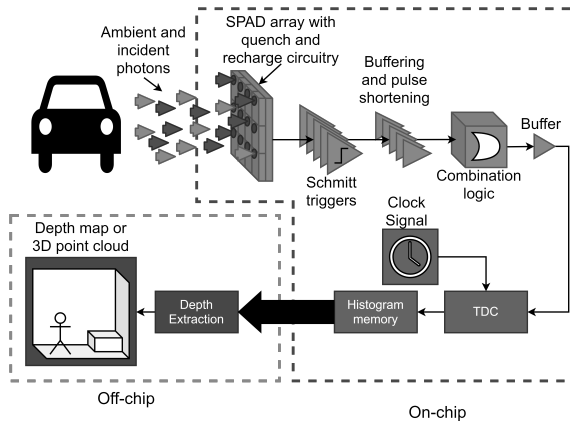 Ambient and
incident
photons
SPAD array with
quench and
recharge circuitry
Buffering
and pulse
shortening
Buffer
Schmitt
triggers
Combination
logic
Clock
Signal
Depth map or
3D point cloud
Depth
Extraction
Histogram
memory
TDC
Off-chip
On-chip